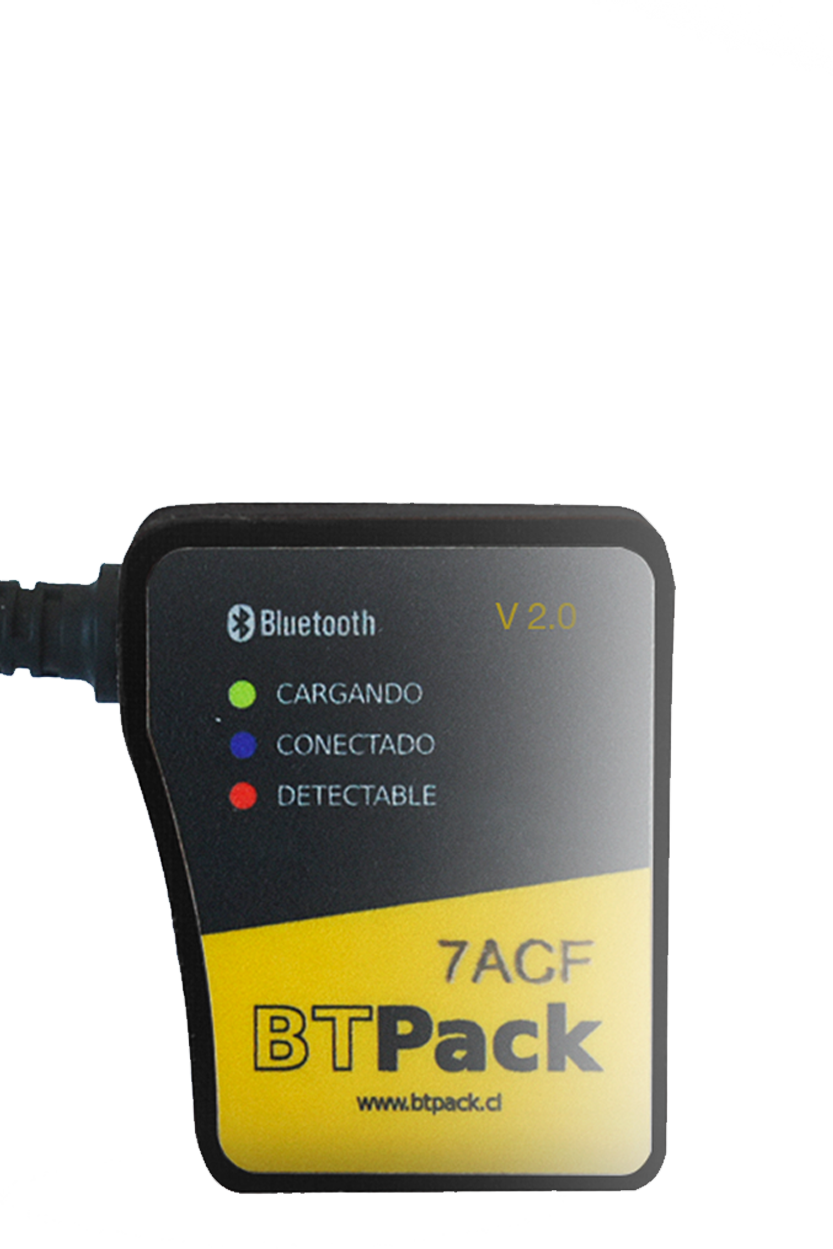 Bluetooth V 2.0
CARGANDO
CONECTADO
DETECTABLE
7ACF
BTPack
www.btpack.cl